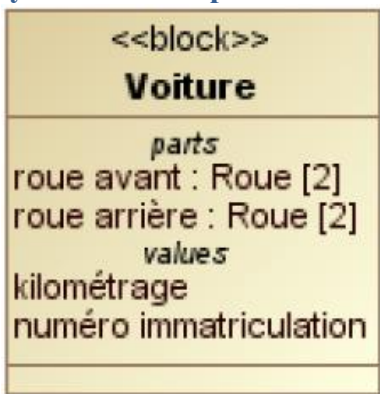 <<block>>
Voiture
parts
roue avant : Roue [2]
roue arrière : Roue [2]
values
kilométrage
numéro immatriculation